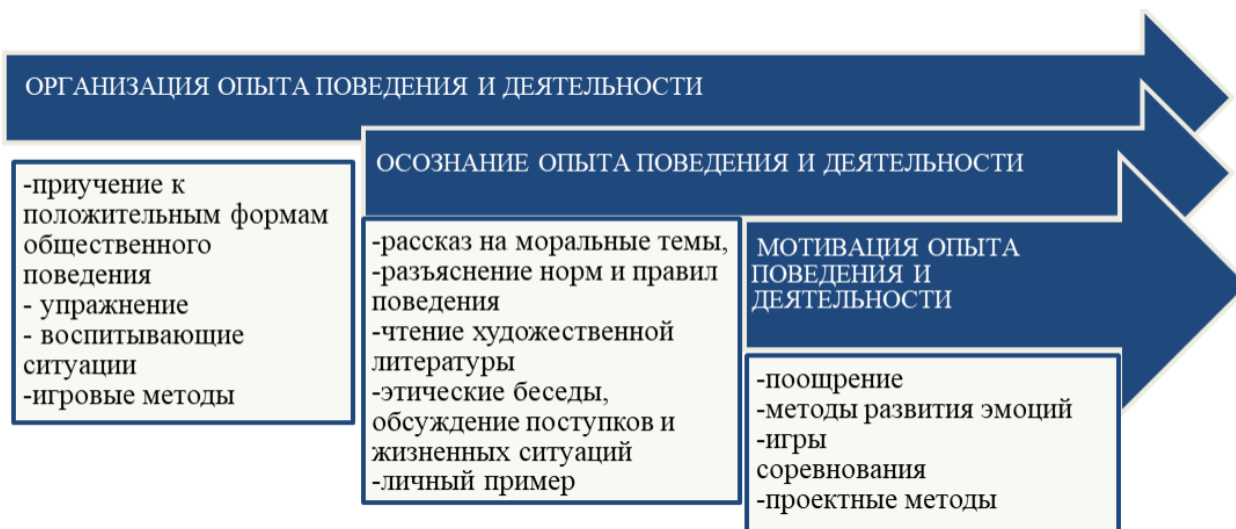 ОРГАНИЗАЦИЯ ОПЫТА ПОВЕДЕНИЯ И ДЕЯТЕЛЬНОСТИ
-приучение к
положительным формам
общественного
поведения
- упражнение
- воспитывающие
ситуации
-игровые методы
ОСОЗНАНИЕ ОПЫТА ПОВЕДЕНИЯ И ДЕЯТЕЛЬНОСТИ
-рассказ на моральные темы,
-разъяснение норм и правил
поведения
-чтение художественной
литературы
-этические беседы,
обсуждение поступков и
жизненных ситуаций
-личный пример
МОТИВАЦИЯ ОПЫТА
ПОВЕДЕНИЯ И
ДЕЯТЕЛЬНОСТИ
-поощрение
-методы развития эмоций
-игры
соревнования
-проектные методы